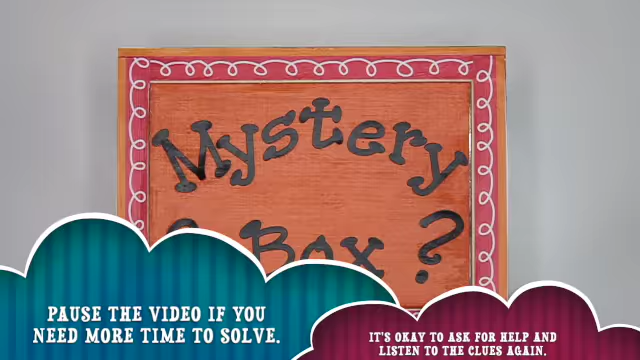 Mystery
Box ?
PAUSE THE VIDEO IF YOU
NEED MORE TIME TO SOLVE.
IT'S OKAY TO ASK FOR HELP AND
LISTEN TO THE CLUES AGAIN.